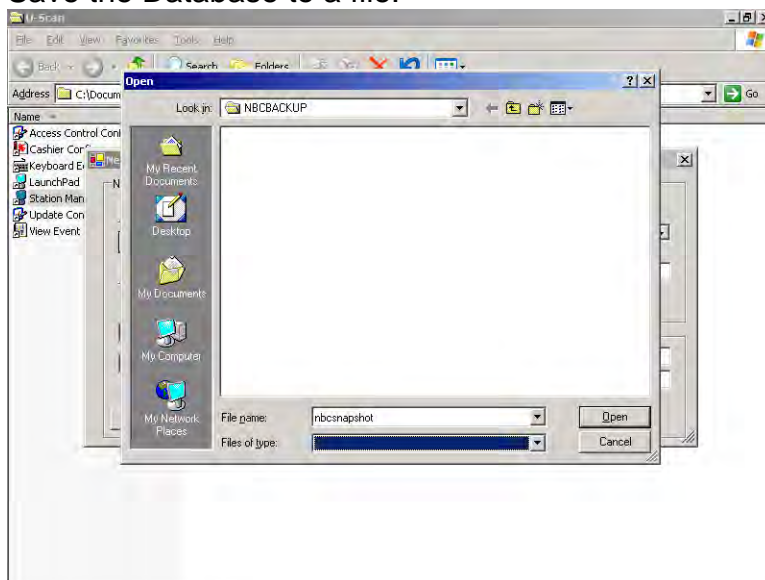 Save the Database to a file.
U-Scan
File Edit View Favorites Tools Help
Back Search Folders
Address C:\Docum Go
Open
Look in: NBCBACKUP
Name
Access Control Con
Cashier Con
Keyboard E
LaunchPad
Station Man
Update Con
View Event
Ne
N
My Recent
Documents
Desktop
My Documents
My Computer
My Network
Places
File name: nbcsnapshot Open
Files of type: Cancel